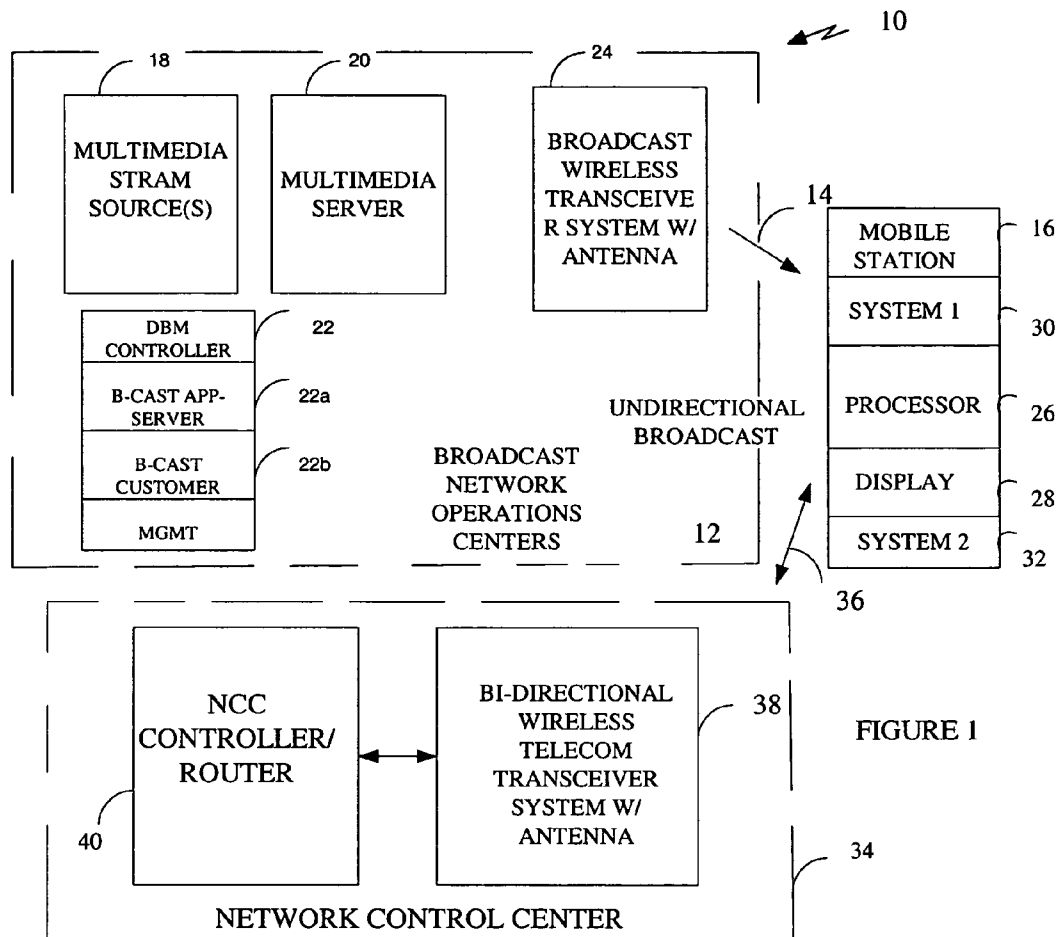 10
18
20
24
MULTIMEDIA
STRAM
SOURCE(S)
MULTIMEDIA
SERVER
BROADCAST
WIRELESS
TRANSCEIVE
R SYSTEM W/
ANTENNA
14
MOBILE
STATION
16
SYSTEM 1
30
PROCESSOR
26
DISPLAY
28
SYSTEM 2
32
DBM
CONTROLLER
22
B-CAST APP-
SERVER
22a
B-CAST
CUSTOMER
22b
MGMT
UNDIRECTIONAL
BROADCAST
BROADCAST
NETWORK
OPERATIONS
CENTERS
12
36
NCC
CONTROLLER/
ROUTER
40
BI-DIRECTIONAL
WIRELESS
TELECOM
TRANSCEIVER
SYSTEM W/
ANTENNA
38
FIGURE 1
34
NETWORK CONTROL CENTER